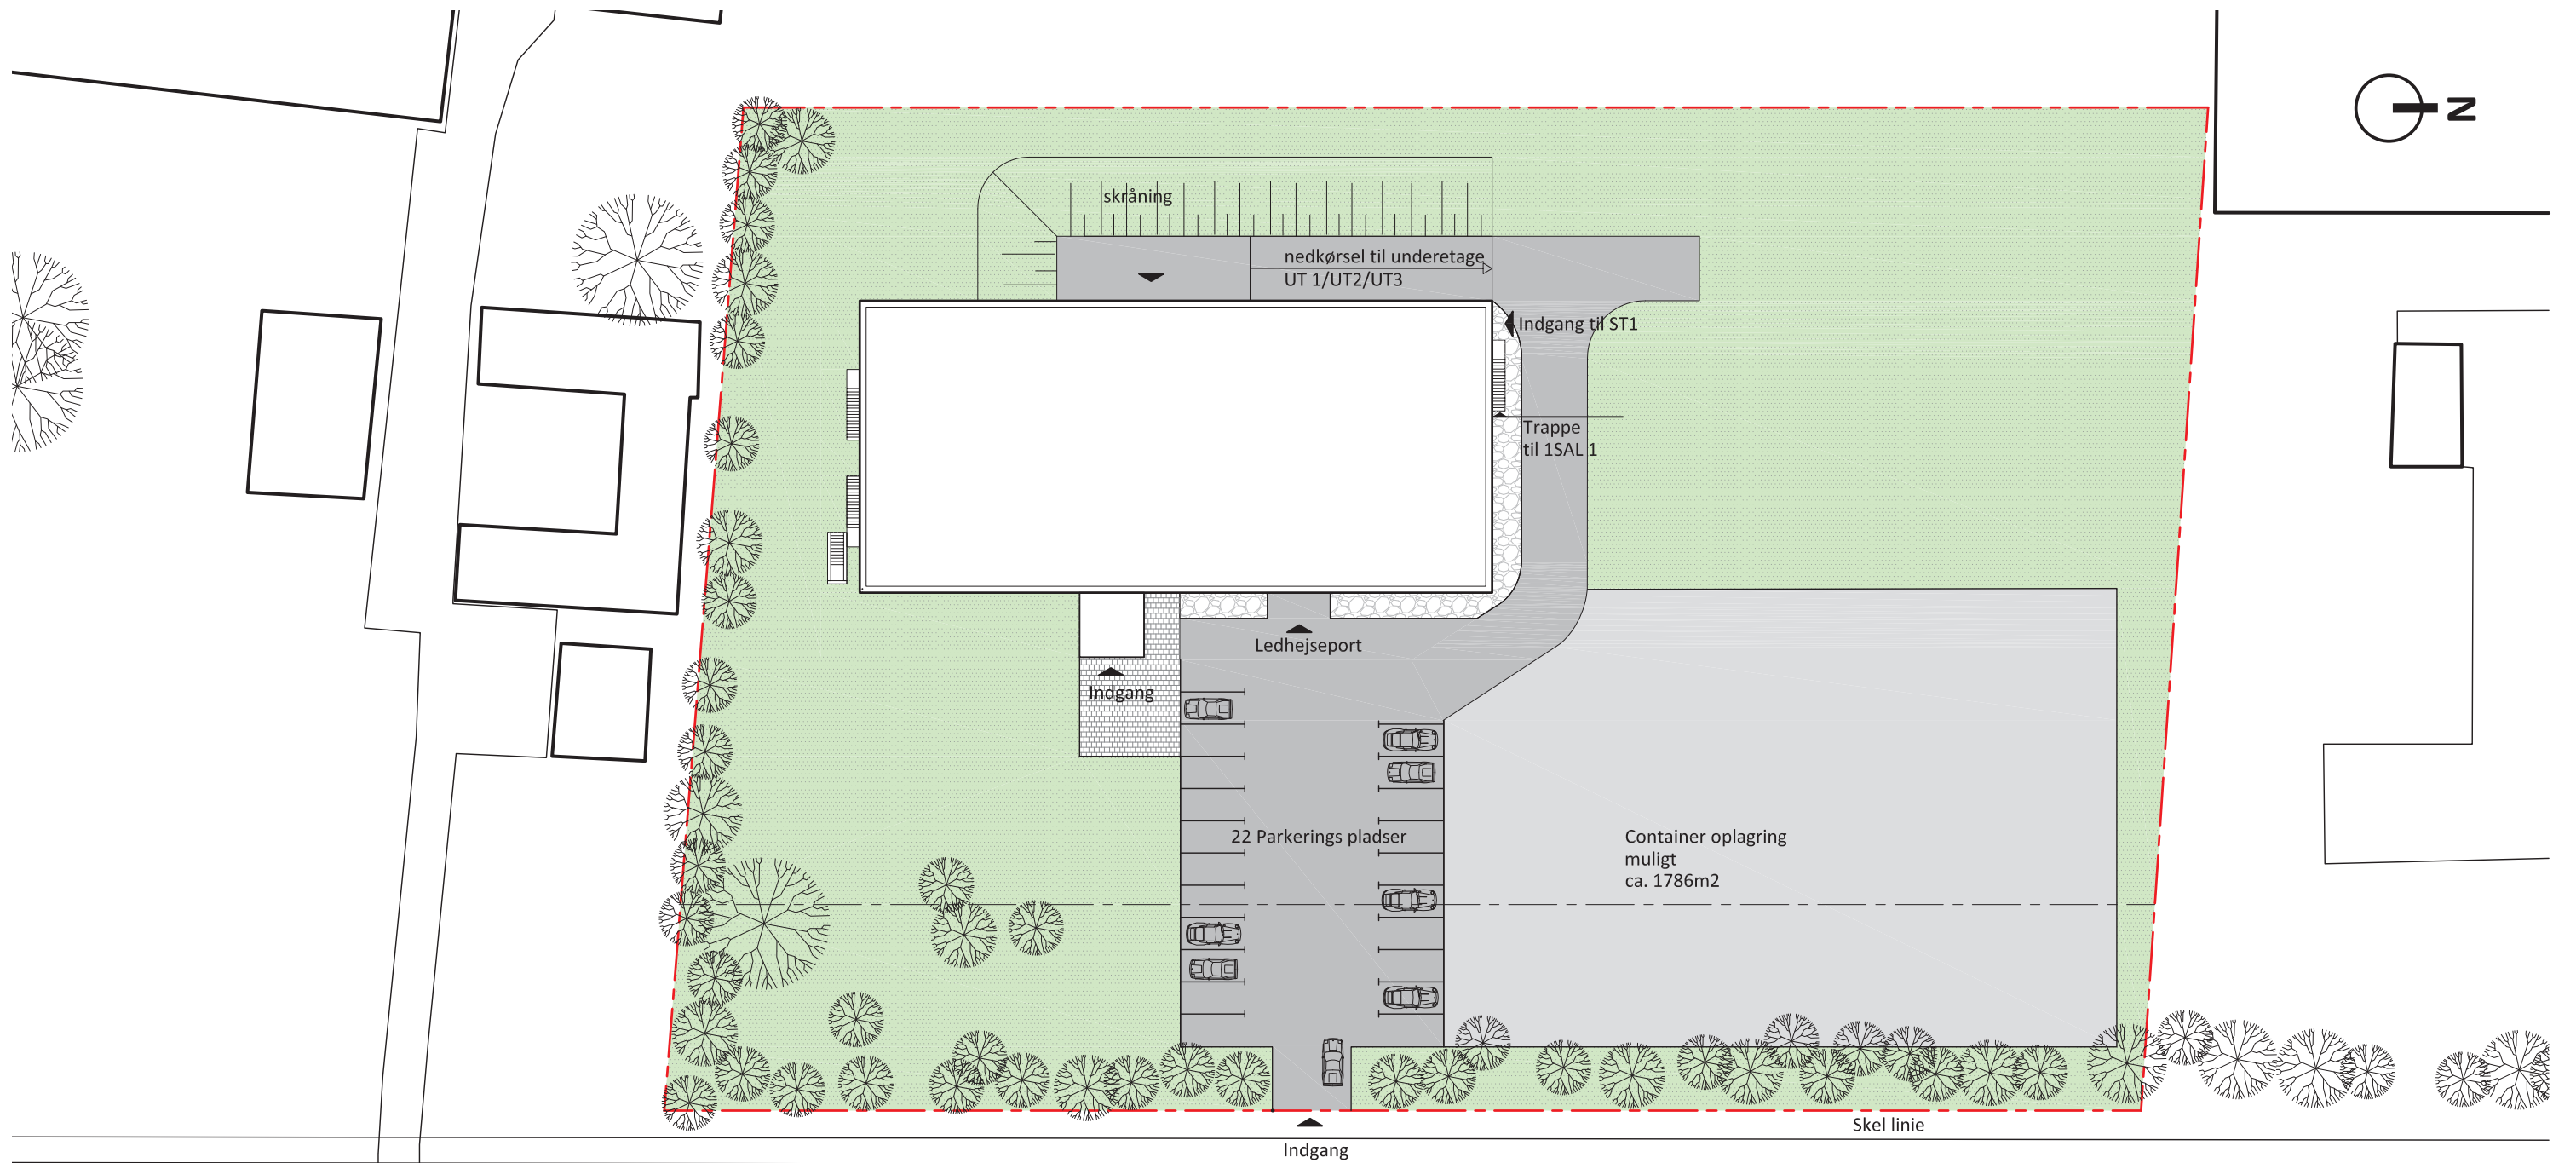 N
skråning
nedkørsel til underetage
UT 1/UT2/UT3
Indgang til ST1
Trappe
til 1SAL 1
Ledhejseport
Indgang
22 Parkerings pladser
Container oplagring
muligt
ca. 1786m2
Skel linie
Indgang